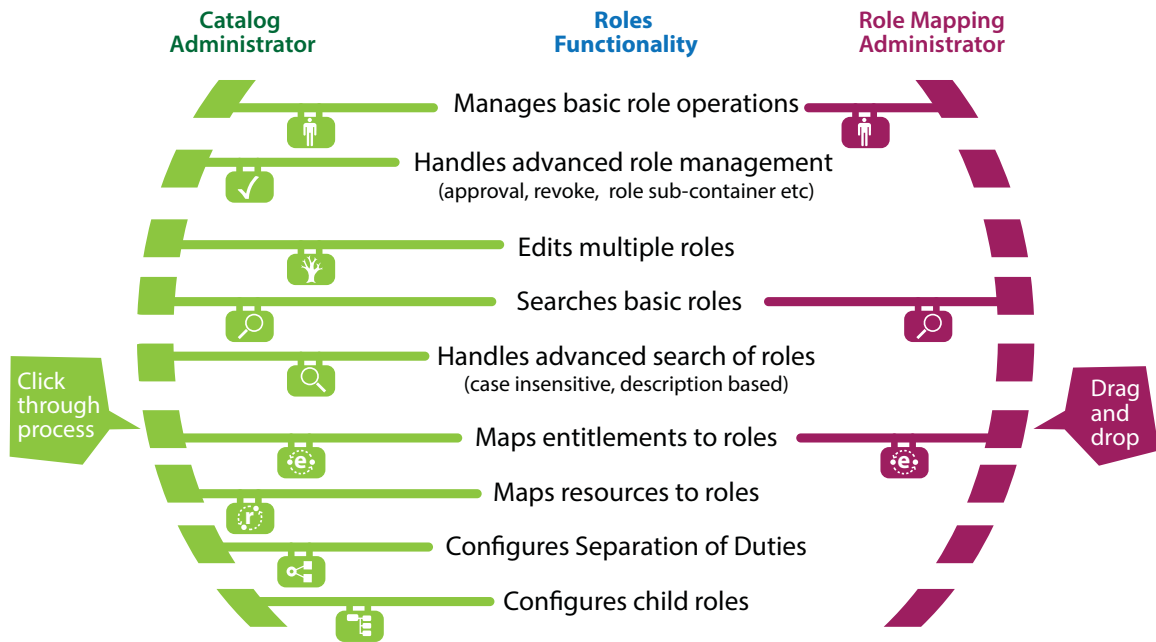 Catalog
Administrator
Roles
Functionality
Role Mapping
Administrator
Manages basic role operations
Handles advanced role management
(approval, revoke, role sub-container etc)
Edits multiple roles
Searches basic roles
Handles advanced search of roles
(case insensitive, description based)
Click
through
process
Drag
and
drop
Maps entitlements to roles
e
e
Maps resources to roles
r
Configures Separation of Duties
Configures child roles